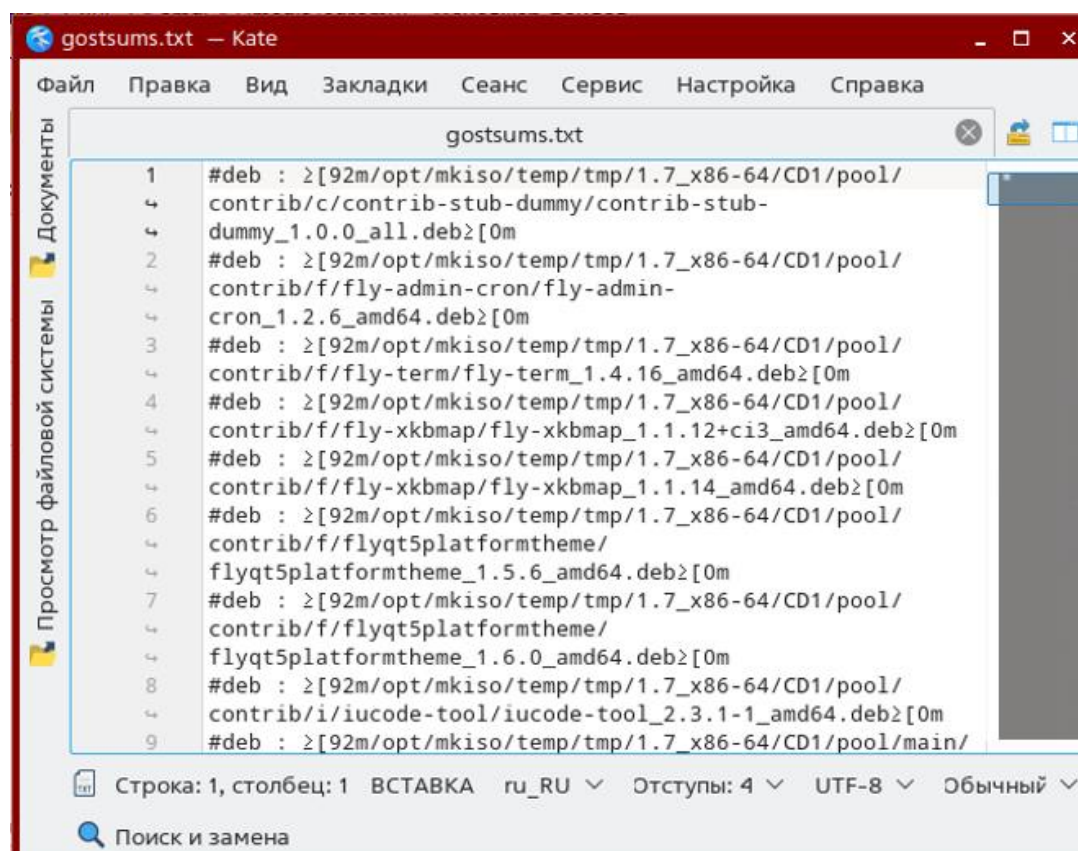 gostsums.txt — Kate
Файл Правка Вид Закладки Сеанс Сервис Настройка Справка
Документы
Просмотр файловой системы
gostsums.txt
1 #deb : ≥[92m/opt/mkiso/temp/tmp/1.7_x86-64/CD1/pool/
contrib/c/contrib-stub-dummy/contrib-stub-
dummy_1.0.0_all.deb≥[0m
2 #deb : ≥[92m/opt/mkiso/temp/tmp/1.7_x86-64/CD1/pool/
contrib/f/fly-admin-cron/fly-admin-
cron_1.2.6_amd64.deb≥[0m
3 #deb : ≥[92m/opt/mkiso/temp/tmp/1.7_x86-64/CD1/pool/
contrib/f/fly-term/fly-term_1.4.16_amd64.deb≥[0m
4 #deb : ≥[92m/opt/mkiso/temp/tmp/1.7_x86-64/CD1/pool/
contrib/f/fly-xkbmap/fly-xkbmap_1.1.12+ci3_amd64.deb≥[0m
5 #deb : ≥[92m/opt/mkiso/temp/tmp/1.7_x86-64/CD1/pool/
contrib/f/fly-xkbmap/fly-xkbmap_1.1.14_amd64.deb≥[0m
6 #deb : ≥[92m/opt/mkiso/temp/tmp/1.7_x86-64/CD1/pool/
contrib/f/flyqt5platformtheme/
flyqt5platformtheme_1.5.6_amd64.deb≥[0m
7 #deb : ≥[92m/opt/mkiso/temp/tmp/1.7_x86-64/CD1/pool/
contrib/f/flyqt5platformtheme/
flyqt5platformtheme_1.6.0_amd64.deb≥[0m
8 #deb : ≥[92m/opt/mkiso/temp/tmp/1.7_x86-64/CD1/pool/
contrib/i/iucode-tool/iucode-tool_2.3.1-1_amd64.deb≥[0m
9 #deb : ≥[92m/opt/mkiso/temp/tmp/1.7_x86-64/CD1/pool/main/
Строка: 1, столбец: 1 ВСТАВКА ru_RU Отступы: 4 UTF-8 Обычный
Поиск и замена